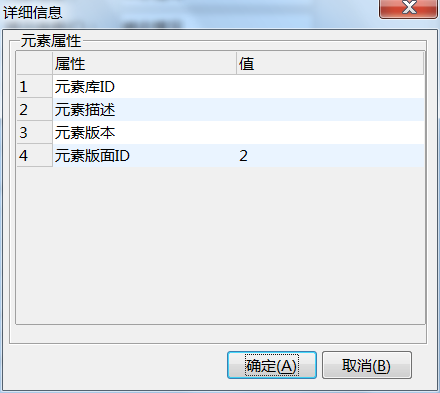 详细信息
元素属性
属性 值
1 元素库ID
2 元素描述
3 元素版本
4 元素版面ID 2
确定(A) 取消(B)